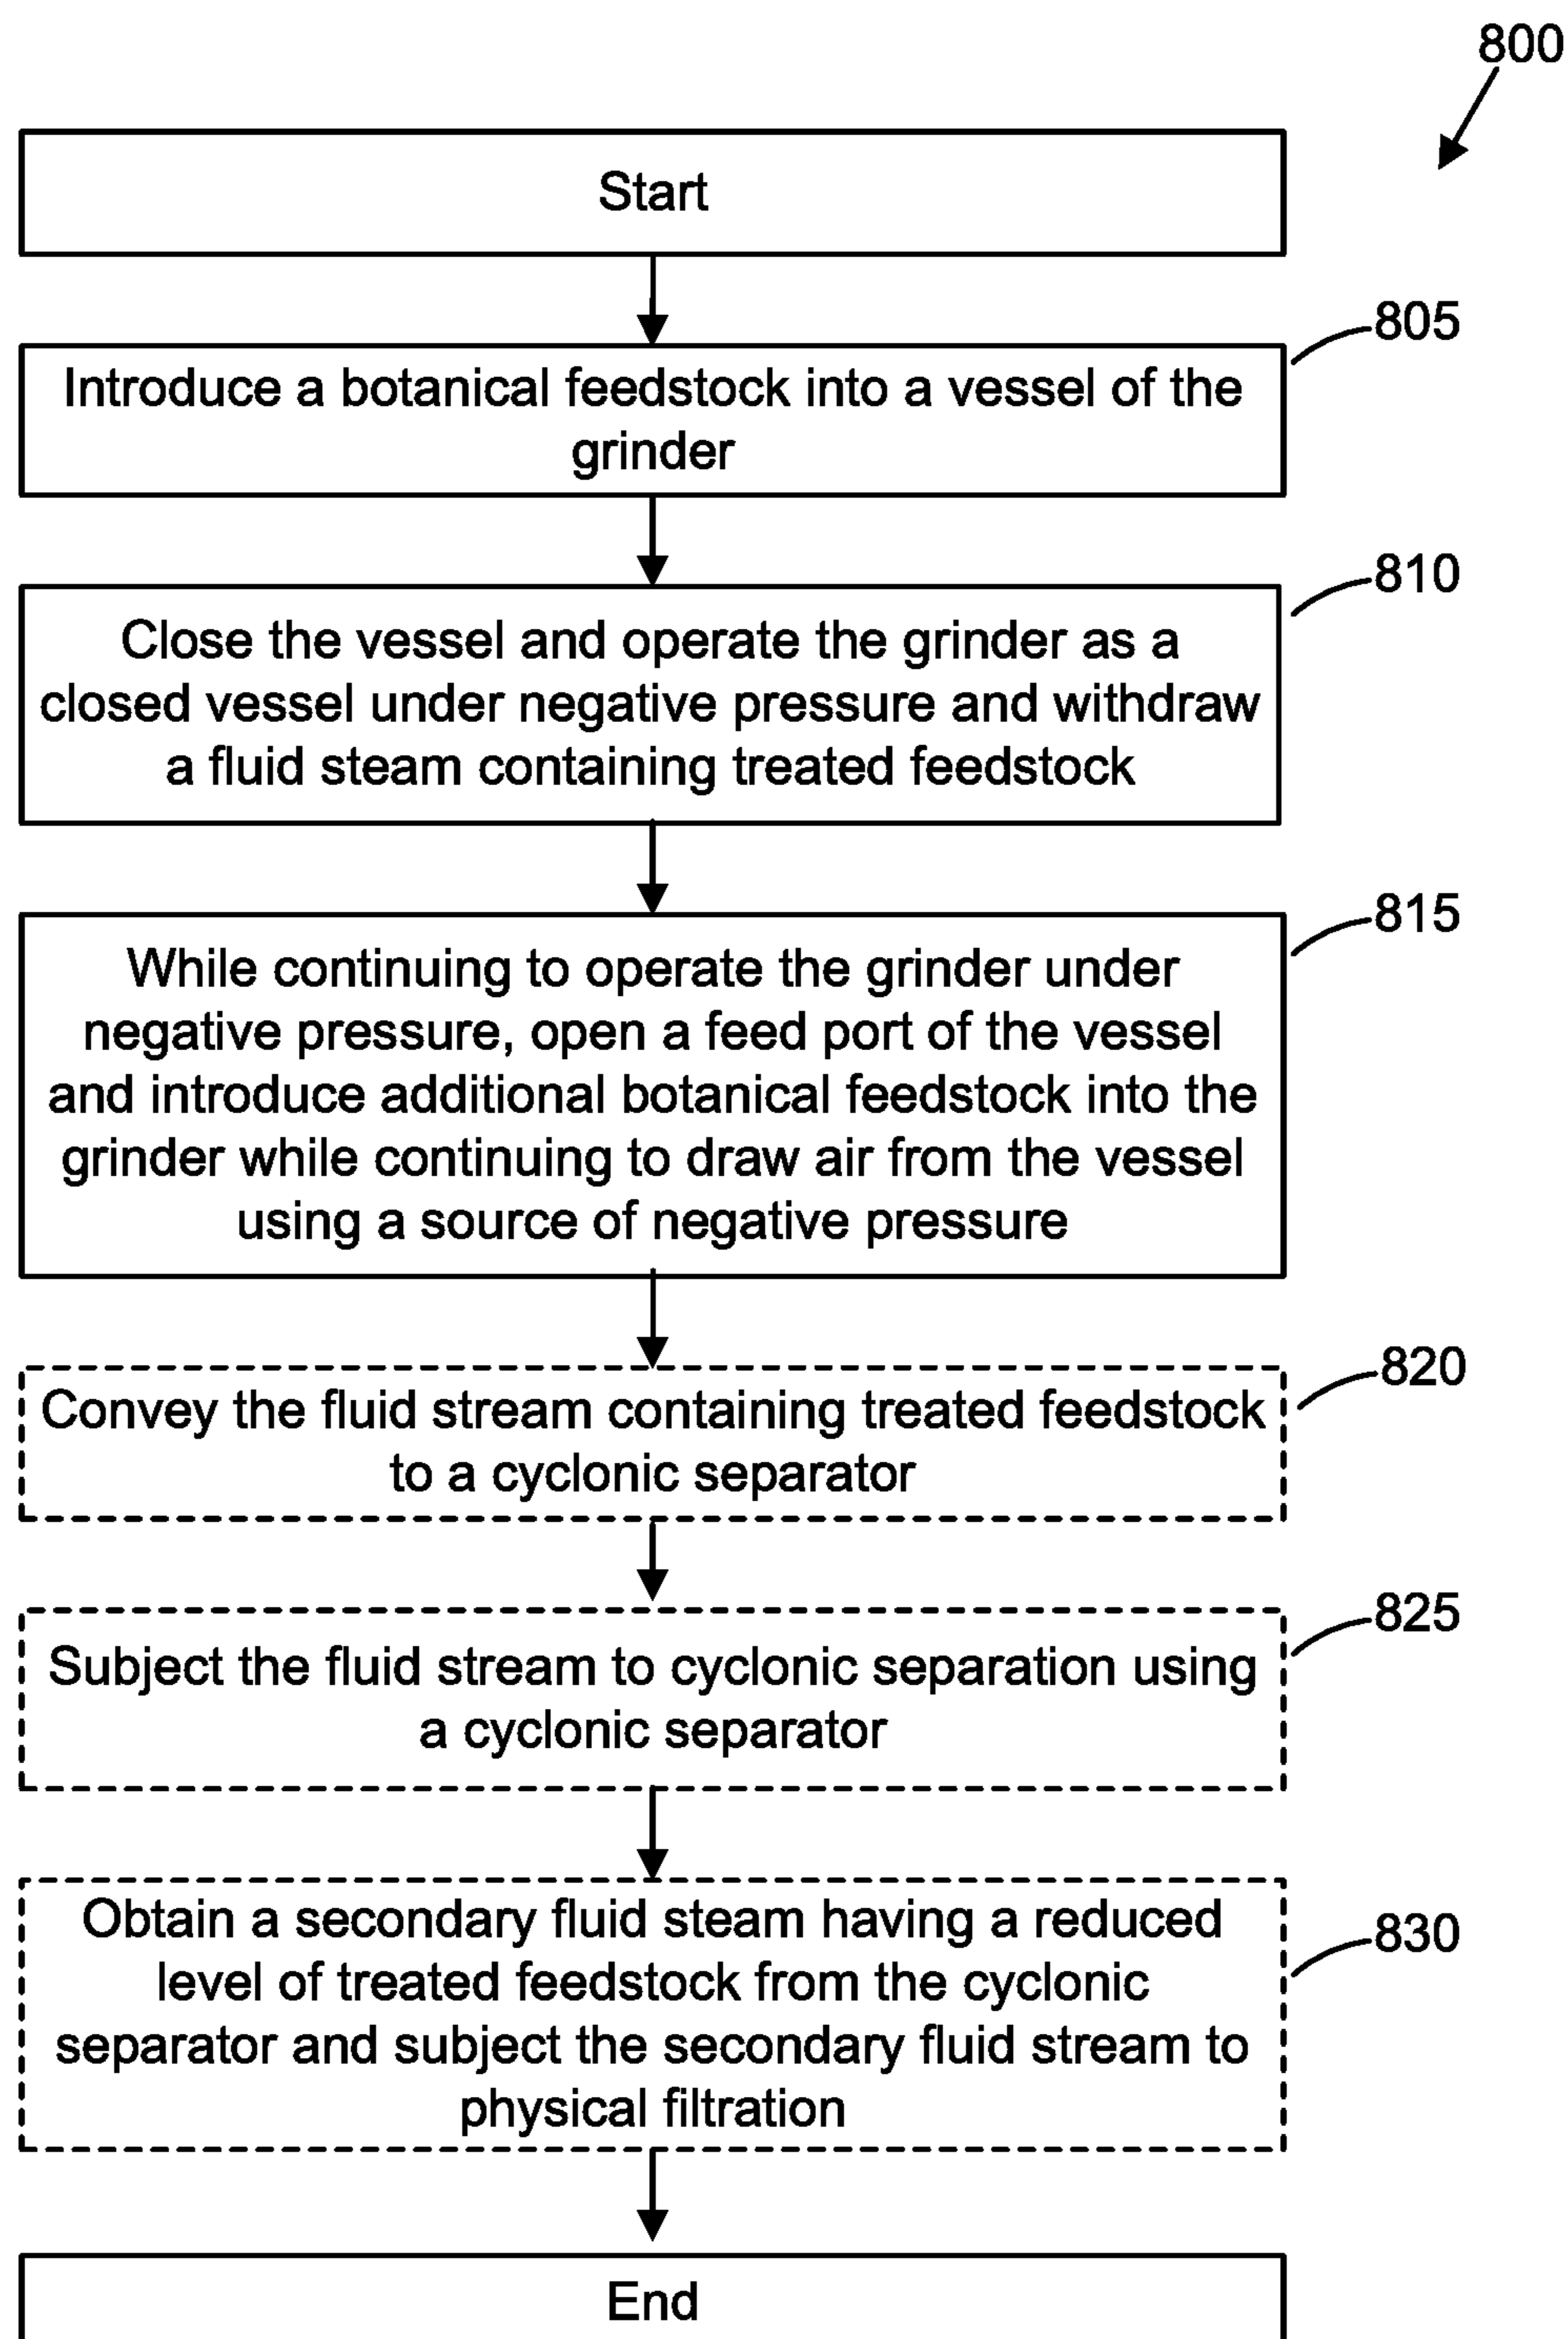 800
Start
805
Introduce a botanical feedstock into a vessel of the
grinder
810
Close the vessel and operate the grinder as a
closed vessel under negative pressure and withdraw
a fluid steam containing treated feedstock
815
While continuing to operate the grinder under
negative pressure, open a feed port of the vessel
and introduce additional botanical feedstock into the
grinder while continuing to draw air from the vessel
using a source of negative pressure
820
Convey the fluid stream containing treated feedstock
to a cyclonic separator
825
Subject the fluid stream to cyclonic separation using
a cyclonic separator
830
Obtain a secondary fluid steam having a reduced
level of treated feedstock from the cyclonic
separator and subject the secondary fluid stream to
physical filtration
End